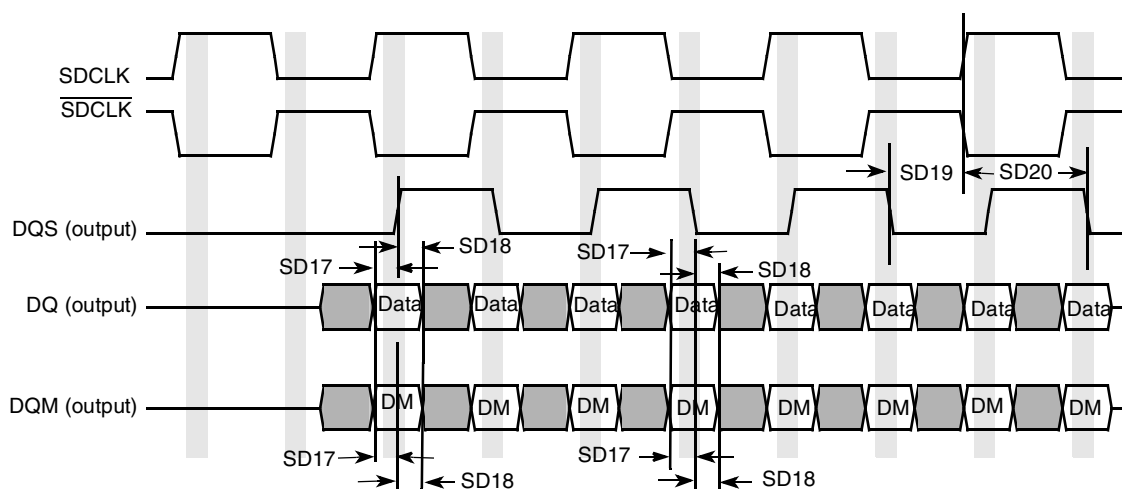 SDCLK
SDCLK
SD19 SD20
DQS (output)
SD18 SD17
SD17 SD18
DQ (output) Data Data Data Data Data Data Data Data
DQM (output) DM DM DM DM DM DM DM DM
SD17 SD17
SD18 SD18